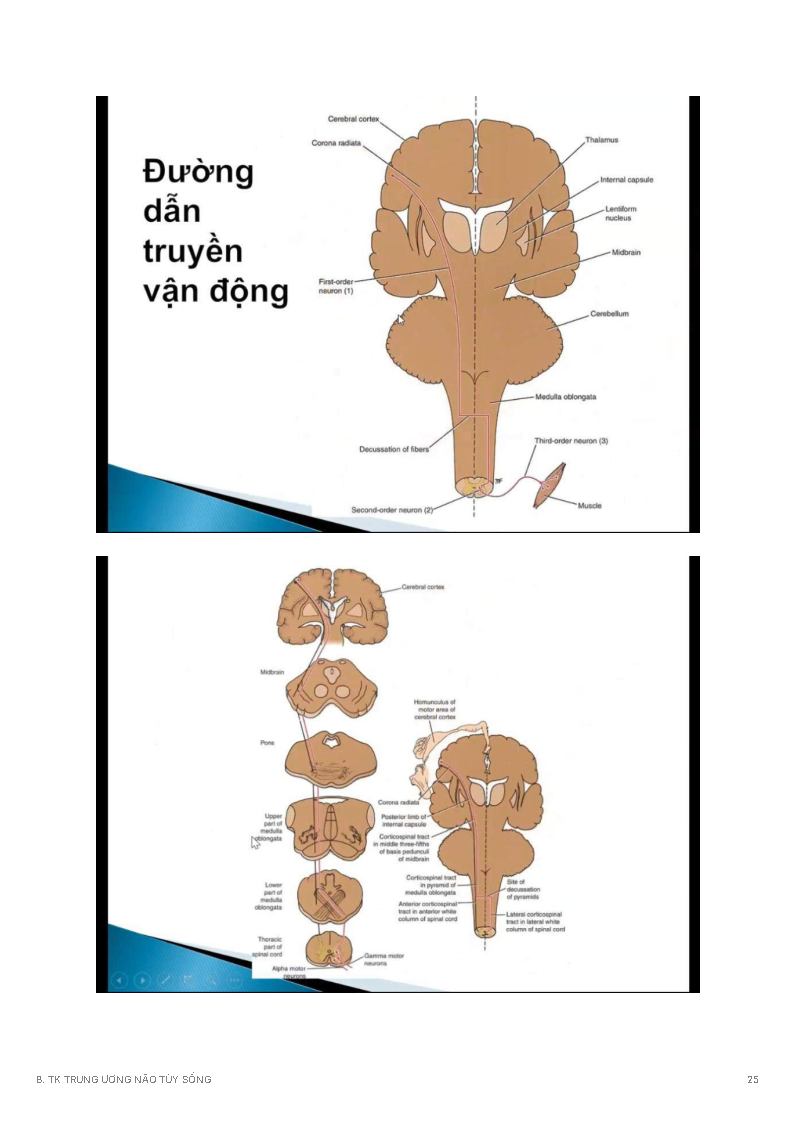 Đường
dẫn
truyền
vận động
Cerebral cortex
Corona radiata
First-order
neuron (1)
Decussation of fibers
Second-order neuron (2)
Thalamus
Internal capsule
Lentiform
nucleus
Midbrain
Cerebellum
Medulla oblongata
Third-order neuron (3)
Muscle
Cerebral cortex
Midbrain
Pons
Upper
part of
medulla
oblongata
Lower
part of
medulla
oblongata
Thoracic
part of
spinal cord
Alpha motor
neurons
Gamma motor
neurons
Homunculus of
motor area of
cerebral cortex
Corona radiata
Posterior limb of
internal capsule
Corticospinal tract
in middle three-fifths
of basis pedunculi
of midbrain
Corticospinal tract
in pyramid of
medulla oblongata
Anterior corticospinal
tract in anterior white
column of spinal cord
Site of
decussation
of pyramids
Lateral corticospinal
tract in lateral white
column of spinal cord
B. TK TRUNG ƯƠNG NÃO TỦY SỐNG
25